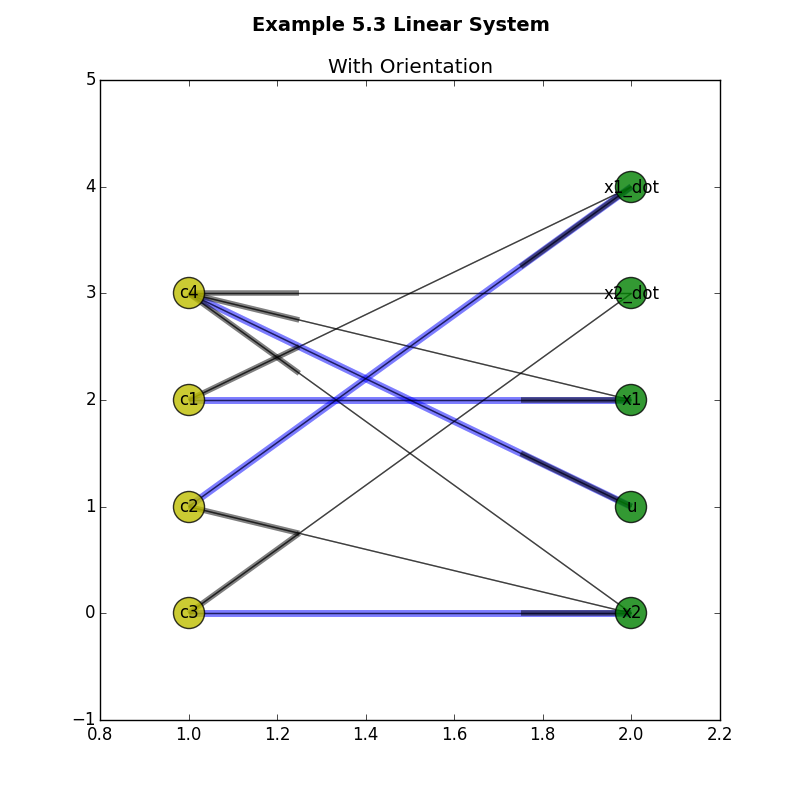 Example 5.3 Linear System
With Orientation
5
4
3
2
1
0
−1
c4
c1
c2
c3
x1_dot
x2_dot
x1
u
x2
0.8 1.0 1.2 1.4 1.6 1.8 2.0 2.2